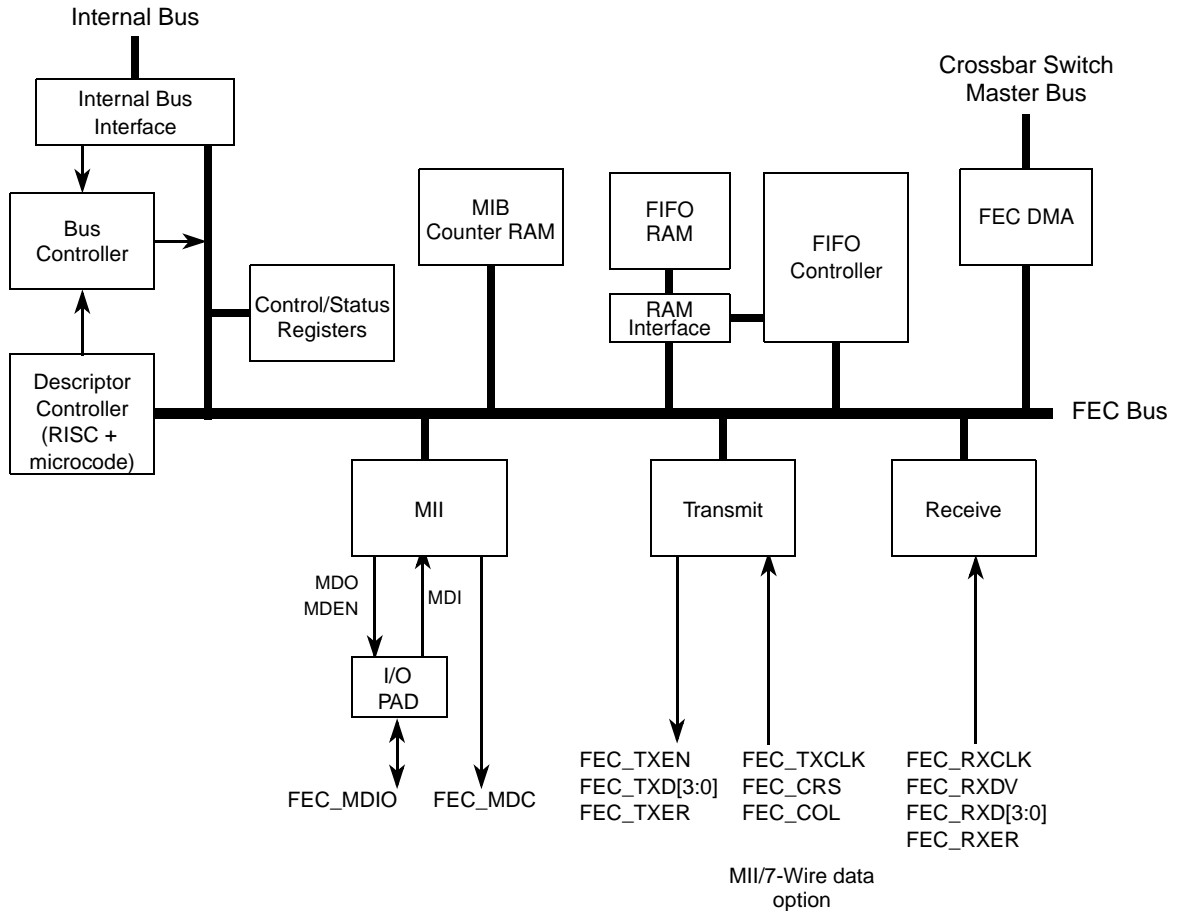 Internal Bus
Crossbar Switch
Master Bus
Internal Bus
Interface
Bus
Controller
MIB
Counter RAM
FIFO
RAM
FIFO
Controller
FEC DMA
Control/Status
Registers
RAM
Interface
Descriptor
Controller
(RISC +
microcode)
FEC Bus
MII
Transmit
Receive
MDO
MDEN
MDI
I/O
PAD
FEC_MDIO
FEC_MDC
FEC_TXEN
FEC_TXD[3:0]
FEC_TXER
FEC_TXCLK
FEC_CRS
FEC_COL
FEC_RXCLK
FEC_RXDV
FEC_RXD[3:0]
FEC_RXER
MII/7-Wire data
option